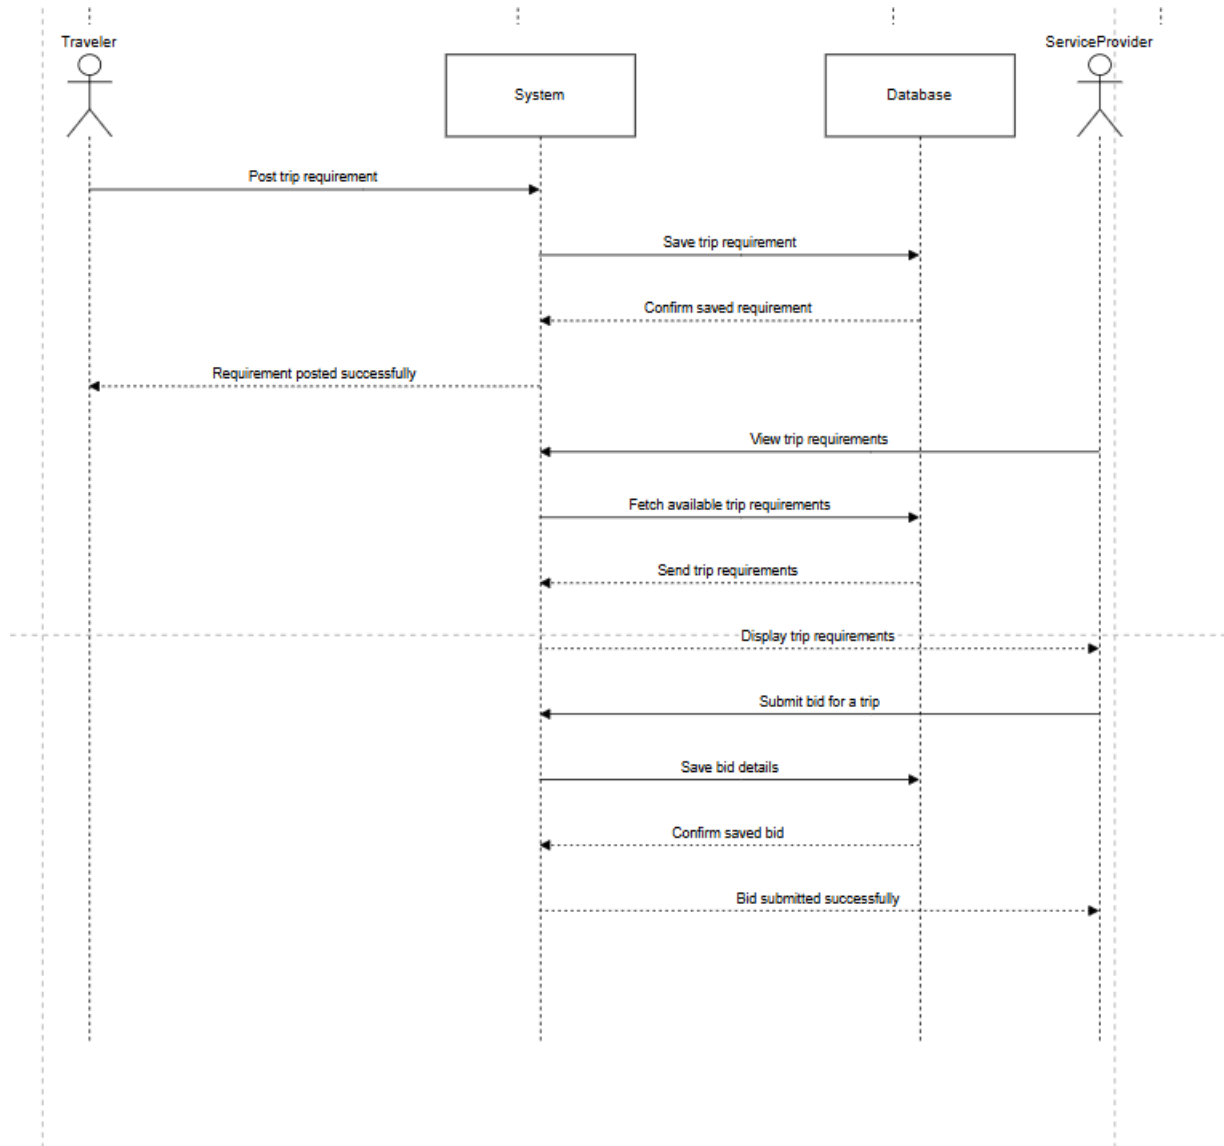 Traveler
System
Database
ServiceProvider
Post trip requirement
Save trip requirement
Confirm saved requirement
Requirement posted successfully
View trip requirements
Fetch available trip requirements
Send trip requirements
Display trip requirements
Submit bid for a trip
Save bid details
Confirm saved bid
Bid submitted successfully